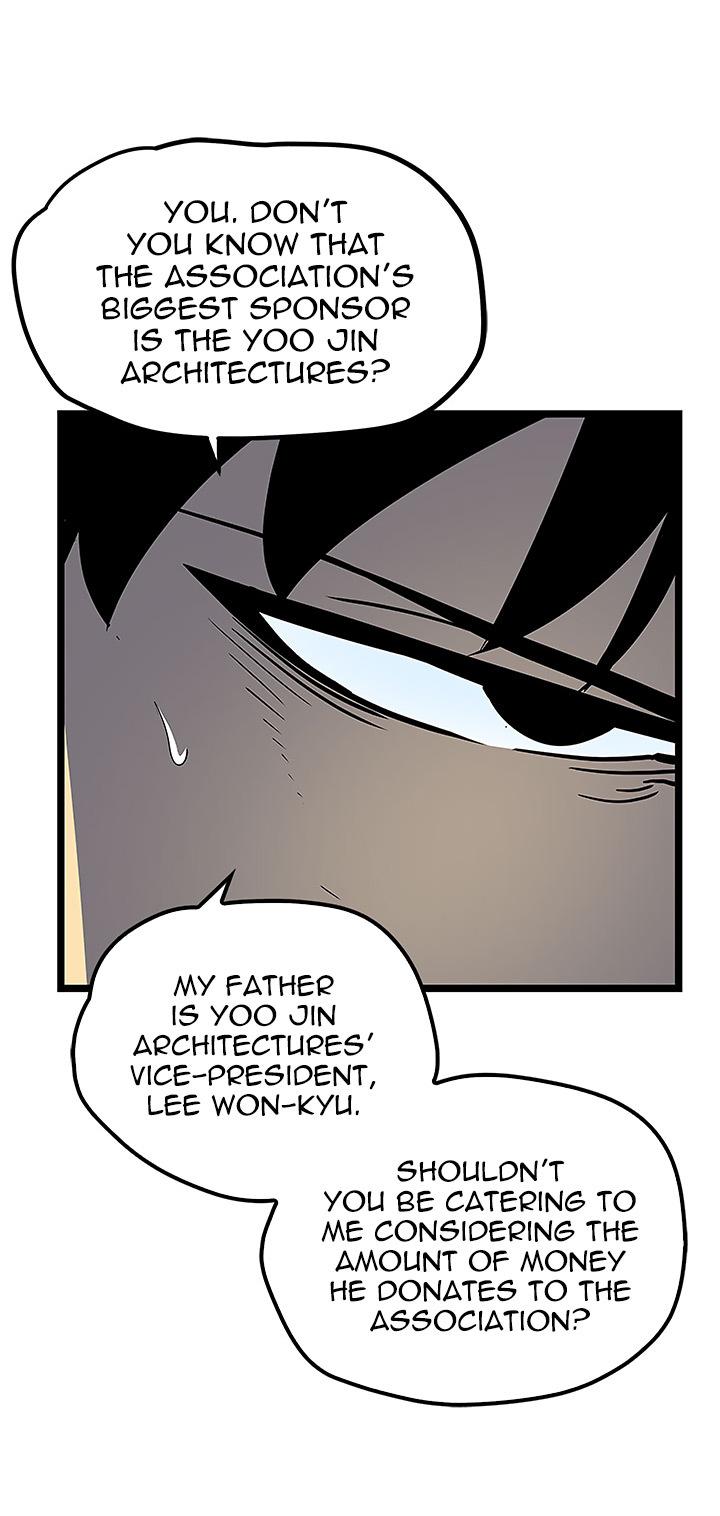 YOU. DON'T
YOU KNOW THAT
THE ASSOCIATION'S
BIGGEST SPONSOR
IS THE YOO JIN
ARCHITECTURES?
MY FATHER
IS YOO JIN
ARCHITECTURES'
VICE-PRESIDENT,
LEE WON-KYU.
SHOULDN'T
YOU BE CATERING TO
ME CONSIDERING THE
AMOUNT OF MONEY
HE DONATES TO THE
ASSOCIATION?